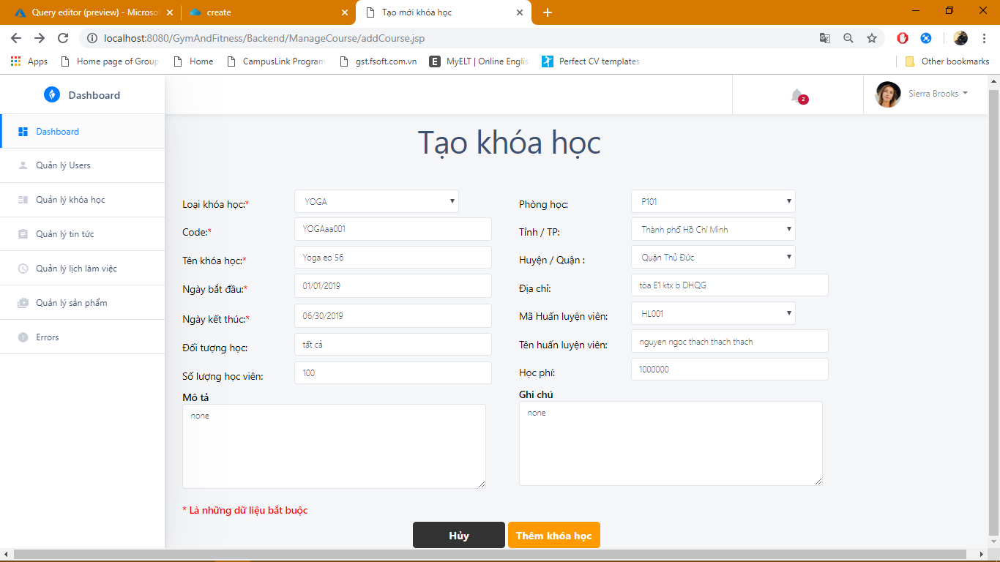 Query editor (preview) - Microso
create
Tạo mới khóa học
localhost:8080/GymAndFitness/Backend/ManageCourse/addCourse.jsp
Apps
Home page of Group
Home
CampusLink Program
gst.fsoft.com.vn
E
MyELT | Online Englis
Perfect CV templates
Other bookmarks
Dashboard
2
Sierra Brooks
Dashboard
Quản lý Users
Quản lý khóa học
Quản lý tin tức
Quản lý lịch làm việc
Quản lý sản phẩm
Errors
Tạo khóa học
Loại khóa học:*
YOGA
Code:*
YOGAaa001
Tên khóa học:*
Yoga eo 56
Ngày bắt đầu:*
01/01/2019
Ngày kết thúc:*
06/30/2019
Đối tượng học:
tất cả
Số lượng học viên:
100
Mô tả
none
Phòng học:
P101
Tỉnh / TP:
Thành phố Hồ Chí Minh
Huyện / Quận :
Quận Thủ Đức
Địa chỉ:
tòa E1 ktx b DHQG
Mã Huấn luyện viên:
HL001
Tên huấn luyện viên:
nguyen ngoc thach thach thach
Học phí:
1000000
Ghi chú
none
* Là những dữ liệu bắt buộc
Hủy
Thêm khóa học